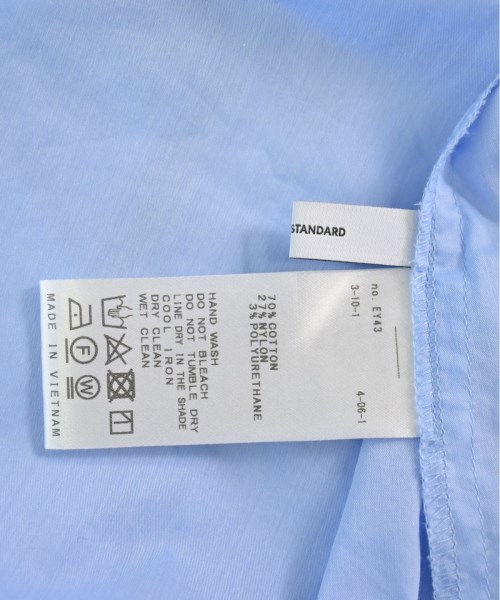 STANDARD
no. EY43
3-10-1
4-06-1
70% COTTON
27% NYLON
3% POLYURETHANE
HAND WASH
DO NOT BLEACH
DO NOT TUMBLE DRY
LINE DRY IN THE SHADE
COOL IRON
DRY CLEAN
WET CLEAN
F
W
MADE IN VIETNAM